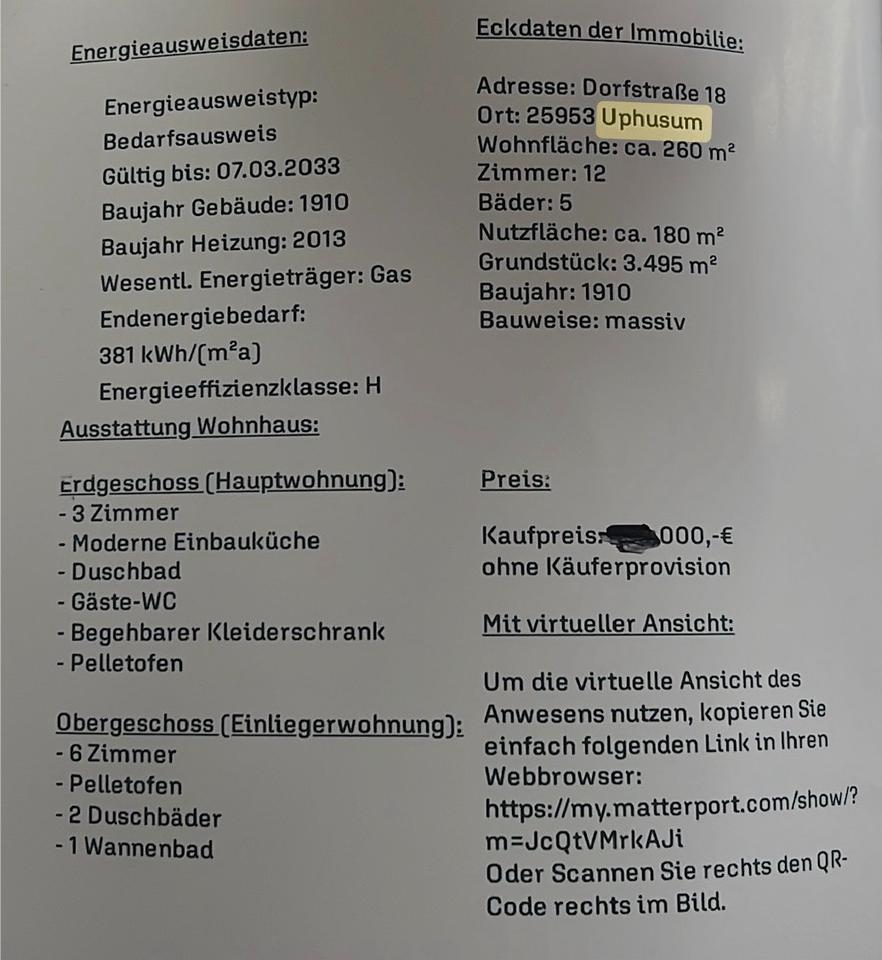 Energieausweisdaten:
Energieausweistyp:
Bedarfsausweis
Gültig bis: 07.03.2033
Baujahr Gebäude: 1910
Baujahr Heizung: 2013
Wesentl. Energieträger: Gas
Endenergiebedarf:
381 kWh/(m²a)
Energieeffizienzklasse: H
Ausstattung Wohnhaus:
Erdgeschoss (Hauptwohnung):
- 3 Zimmer
- Moderne Einbauküche
- Duschbad
- Gäste-WC
- Begehbarer Kleiderschrank
- Pelletofen
Obergeschoss (Einliegerwohnung):
- 6 Zimmer
- Pelletofen
- 2 Duschbäder
- 1 Wannenbad
Eckdaten der Immobilie:
Adresse: Dorfstraße 18
Ort: 25953 Uphusum
Wohnfläche: ca. 260 m²
Zimmer: 12
Bäder: 5
Nutzfläche: ca. 180 m²
Grundstück: 3.495 m²
Baujahr: 1910
Bauweise: massiv
Preis:
Kaufpreis: 000,-€
ohne Käuferprovision
Mit virtueller Ansicht:
Um die virtuelle Ansicht des
Anwesens nutzen, kopieren Sie
einfach folgenden Link in Ihren
Webbrowser:
https://my.matterport.com/show/?
m=JcQtVMrkAJi
Oder Scannen Sie rechts den QR-
Code rechts im Bild.